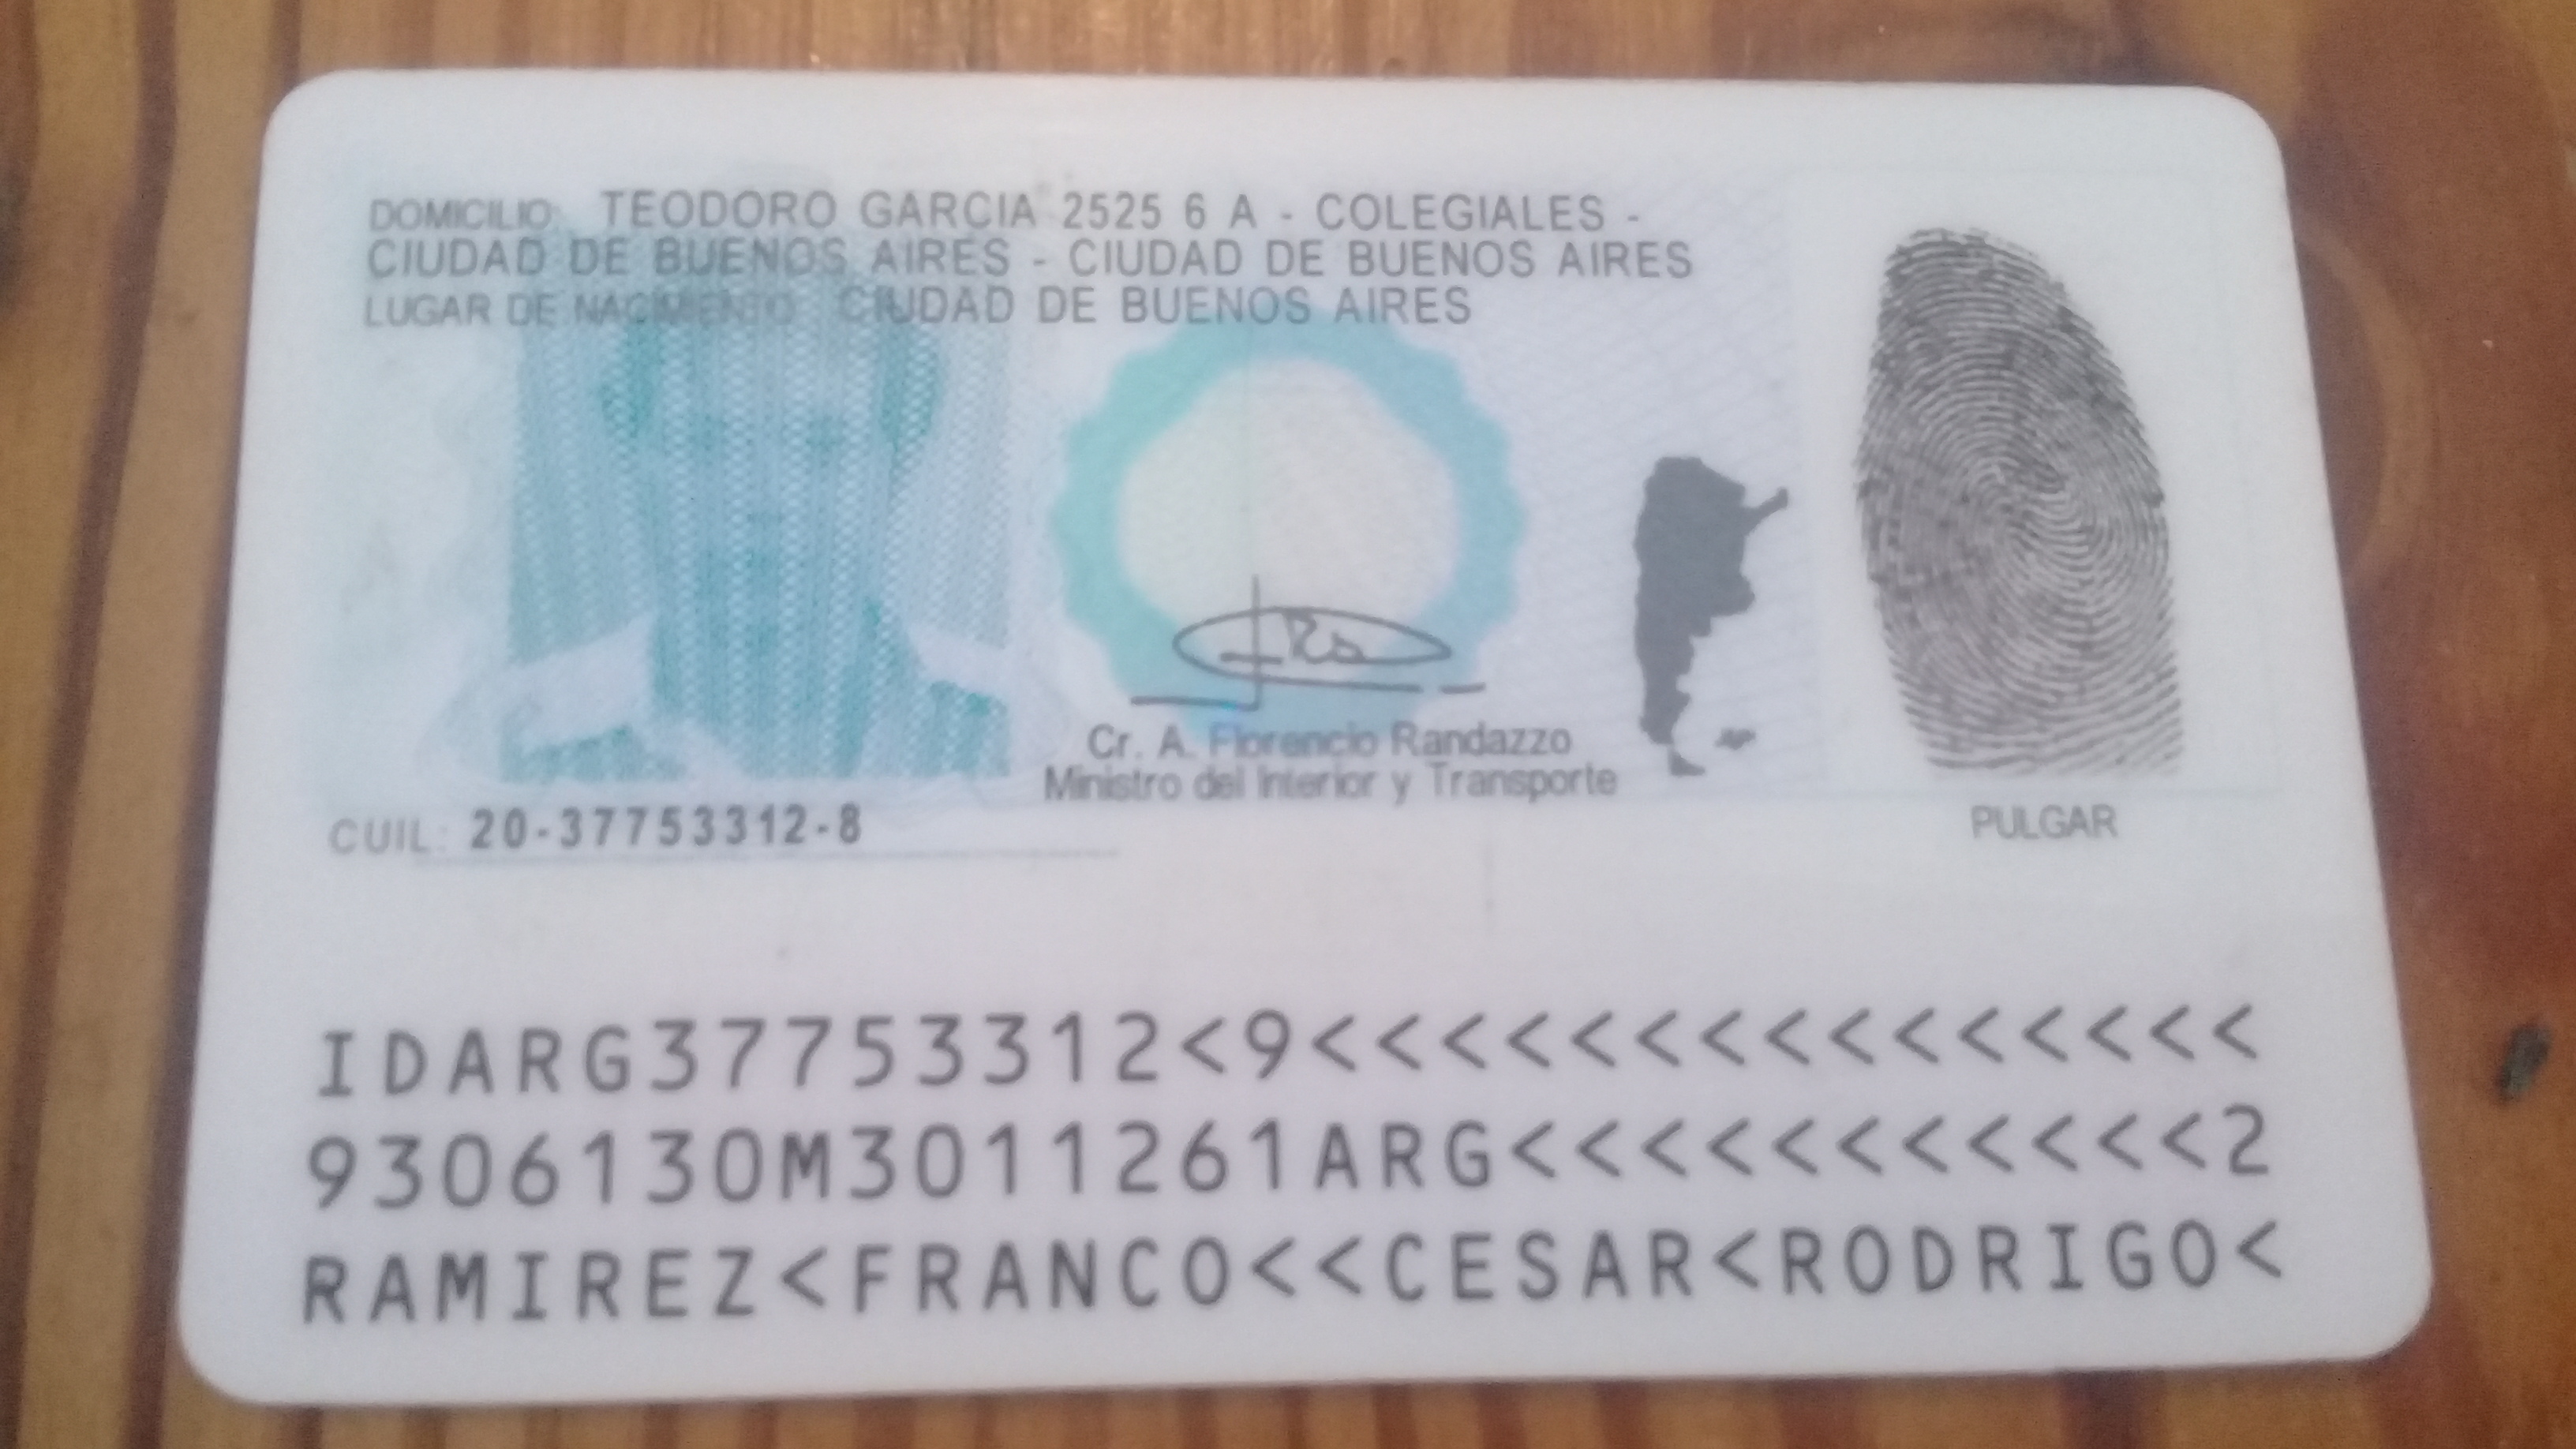 DOMICILIO: TEODORO GARCIA 2525 6 A - COLEGIALES -
CIUDAD DE BUENOS AIRES - CIUDAD DE BUENOS AIRES
LUGAR DE NACIMIENTO: CIUDAD DE BUENOS AIRES
Cr. A. Florencio Randazzo
Ministro del Interior y Transporte
CUIL: 20-37753312-8
PULGAR
IDARG37753312<9<<<<<<<<<<<<<<<
9306130M3011261ARG<<<<<<<<<<<2
RAMIREZ<FRANCO<<CESAR<RODRIGO<